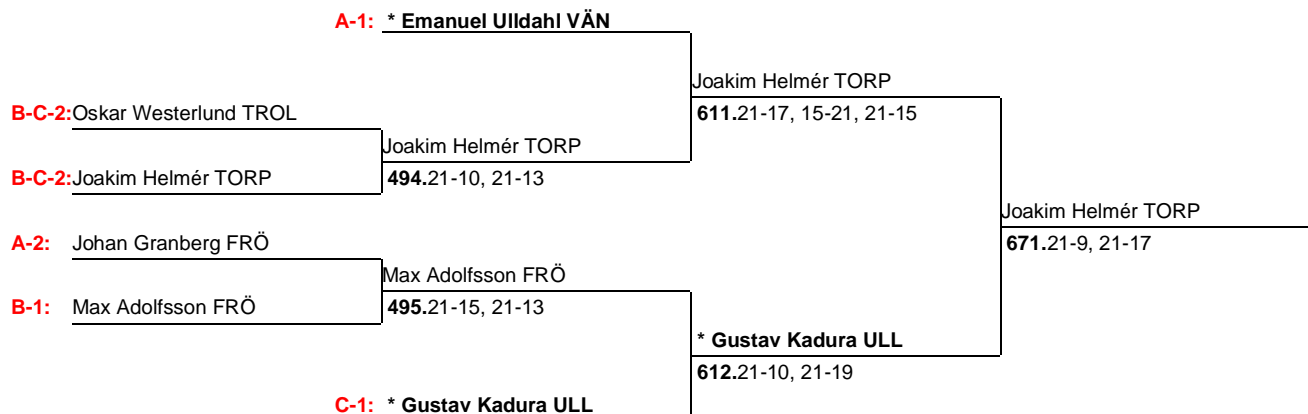 A-1: * Emanuel Ulldahl VÄN
Joakim Helmér TORP
B-C-2: Oskar Westerlund TROL
611. 21-17, 15-21, 21-15
Joakim Helmér TORP
B-C-2: Joakim Helmér TORP
494. 21-10, 21-13
Joakim Helmér TORP
A-2: Johan Granberg FRÖ
671. 21-9, 21-17
Max Adolfsson FRÖ
B-1: Max Adolfsson FRÖ
495. 21-15, 21-13
* Gustav Kadura ULL
612. 21-10, 21-19
C-1: * Gustav Kadura ULL